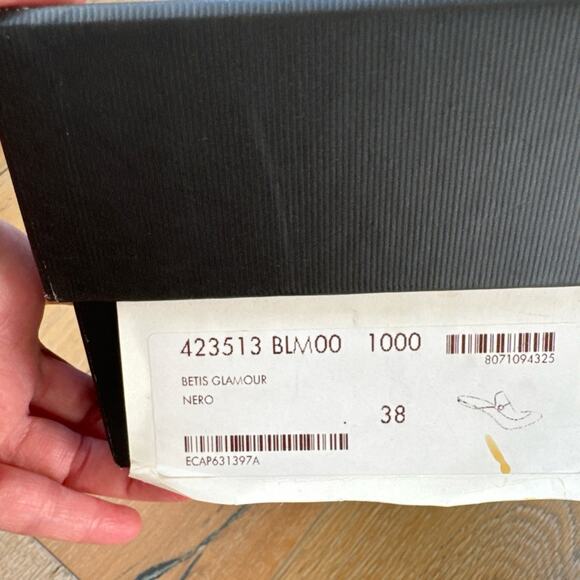 423513 BLM00 1000
8071094325
BETIS GLAMOUR
NERO
38
ECAP631397A